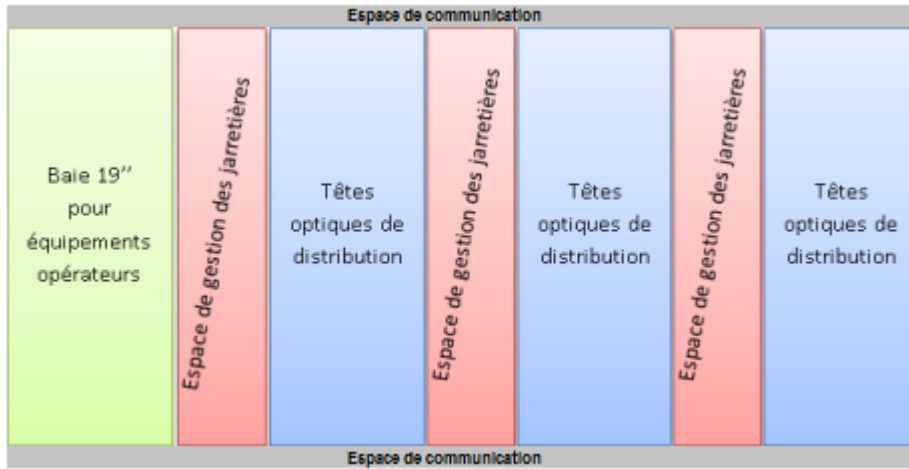 Espace de communication
Baie 19’’
pour
équipements
opérateurs
Espace de gestion des jarretières
Têtes
optiques de
distribution
Espace de gestion des jarretières
Têtes
optiques de
distribution
Espace de gestion des jarretières
Têtes
optiques de
distribution
Espace de communication